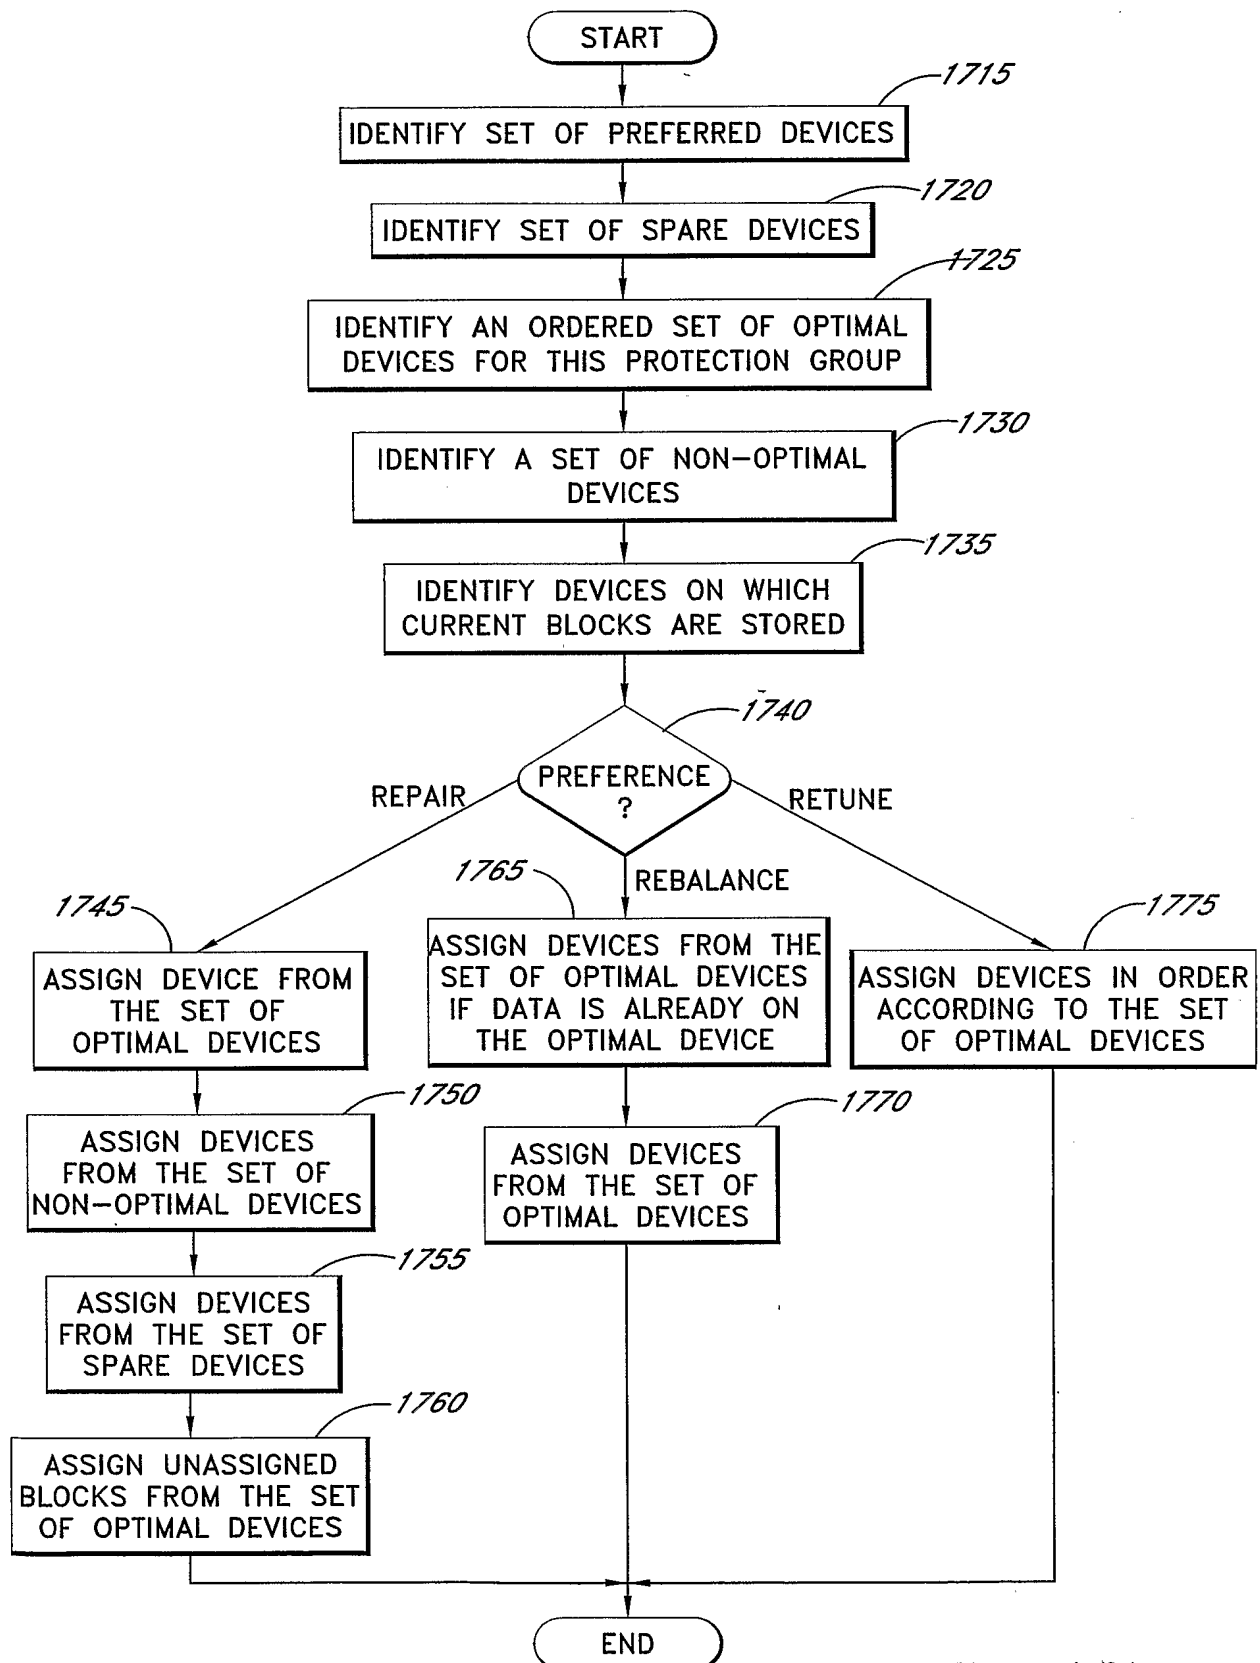 START
1715
IDENTIFY SET OF PREFERRED DEVICES
1720
IDENTIFY SET OF SPARE DEVICES
1725
IDENTIFY AN ORDERED SET OF OPTIMAL
DEVICES FOR THIS PROTECTION GROUP
1730
IDENTIFY A SET OF NON-OPTIMAL
DEVICES
1735
IDENTIFY DEVICES ON WHICH
CURRENT BLOCKS ARE STORED
1740
PREFERENCE
?
REPAIR
RETUNE
REBALANCE
1745
ASSIGN DEVICE FROM
THE SET OF
OPTIMAL DEVICES
1750
ASSIGN DEVICES
FROM THE SET OF
NON-OPTIMAL DEVICES
1755
ASSIGN DEVICES
FROM THE SET OF
SPARE DEVICES
1760
ASSIGN UNASSIGNED
BLOCKS FROM THE SET
OF OPTIMAL DEVICES
1765
ASSIGN DEVICES FROM THE
SET OF OPTIMAL DEVICES
IF DATA IS ALREADY ON
THE OPTIMAL DEVICE
1770
ASSIGN DEVICES
FROM THE SET OF
OPTIMAL DEVICES
1775
ASSIGN DEVICES IN ORDER
ACCORDING TO THE SET
OF OPTIMAL DEVICES
END